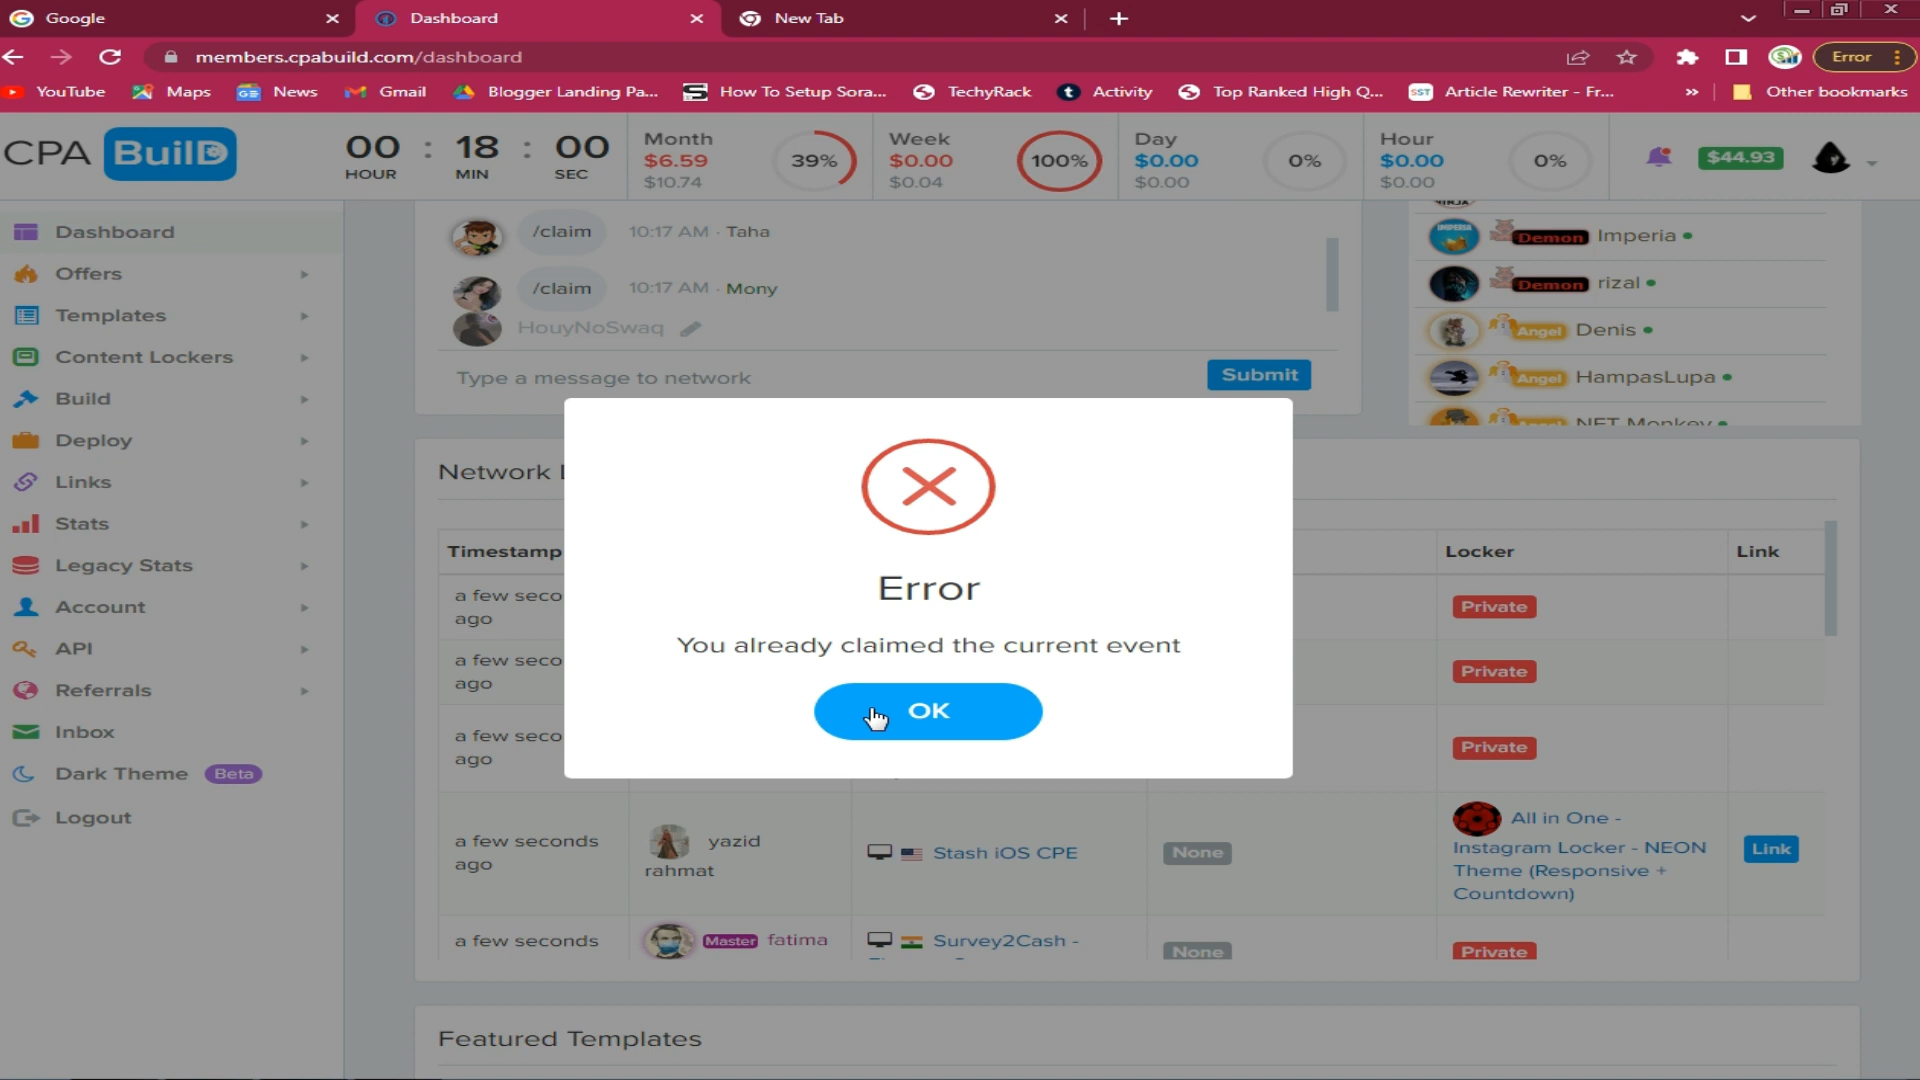 Google
Dashboard
New Tab
members.cpabuild.com/dashboard
Error
YouTube
Maps
News
Gmail
Blogger Landing Pa...
How To Setup Sora...
TechyRack
Activity
Top Ranked High Q...
SST
Article Rewriter - Fr...
Other bookmarks
CPA BuilD
00 : 18 : 00
HOUR MIN SEC
Month
$6.59
$10.74
39%
Week
$0.00
$0.04
100%
Day
$0.00
$0.00
0%
Hour
$0.00
$0.00
0%
$44.93
Dashboard
Offers
Templates
Content Lockers
Build
Deploy
Links
Stats
Legacy Stats
Account
API
Referrals
Inbox
Dark Theme Beta
Logout
/claim 10:17 AM · Taha
/claim 10:17 AM · Mony
HouyNoSwaq
Type a message to network
Submit
IMPERIA Demon Imperia
Demon rizal
Angel Denis
Angel HampasLupa
NET Monkey
Network
Timestamp
Locker
Link
a few seco
ago
Private
a few seco
ago
Private
a few seco
ago
Private
Error
You already claimed the current event
OK
a few seconds
ago
yazid
rahmat
Stash iOS CPE
None
All in One -
Instagram Locker - NEON
Theme (Responsive +
Countdown)
Link
a few seconds
Master fatima
Survey2Cash -
None
Private
Featured Templates